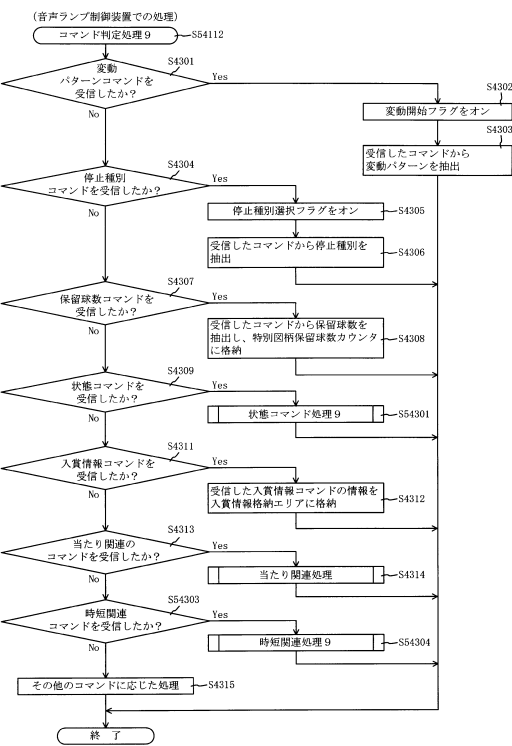 (音声ランプ制御装置での処理)
コマンド判定処理9
S54112
S4301
変動
パターンコマンドを
受信したか?
Yes
No
S4302
変動開始フラグをオン
S4303
受信したコマンドから
変動パターンを抽出
S4304
停止種別
コマンドを受信したか?
Yes
No
停止種別選択フラグをオン
S4305
受信したコマンドから停止種別を
抽出
S4306
S4307
保留球数コマンドを
受信したか?
Yes
No
受信したコマンドから保留球数を
抽出し、特別図柄保留球数カウンタ
に格納
S4308
S4309
状態コマンドを
受信したか?
Yes
No
状態コマンド処理9
S54301
S4311
入賞情報コマンドを
受信したか?
Yes
No
受信した入賞情報コマンドの情報を
入賞情報格納エリアに格納
S4312
S4313
当たり関連の
コマンドを受信したか?
Yes
No
当たり関連処理
S4314
S54303
時短関連
コマンドを受信したか?
Yes
No
時短関連処理9
S54304
その他のコマンドに応じた処理
S4315
終 了